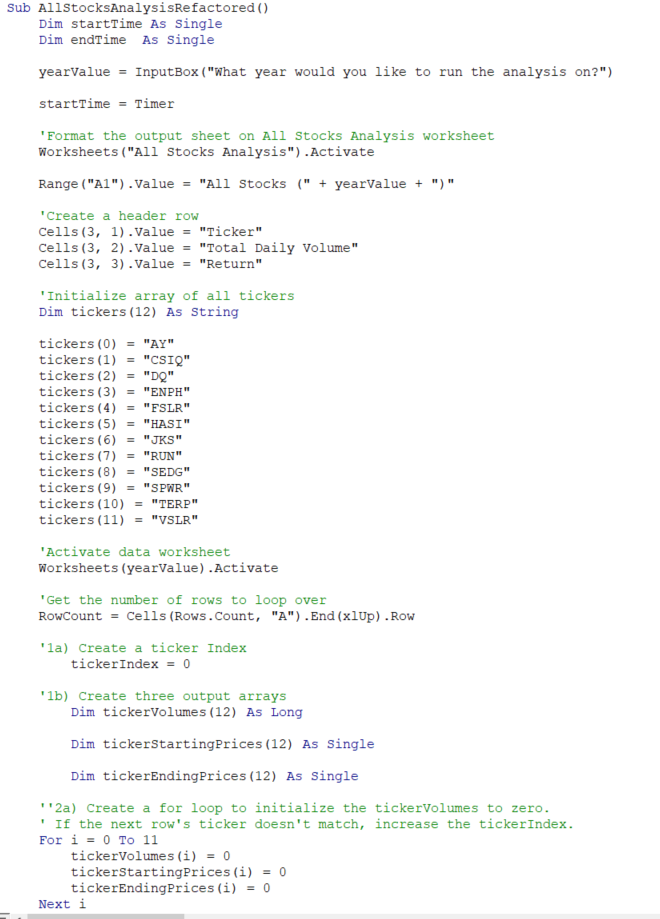 Sub AllStocksAnalysisRefactored()
Dim startTime As Single
Dim endTime  As Single
yearValue = InputBox("What year would you like to run the analysis on?")
startTime = Timer
'Format the output sheet on All Stocks Analysis worksheet
Worksheets("All Stocks Analysis").Activate
Range("A1").Value = "All Stocks (" + yearValue + ")"
'Create a header row
Cells(3, 1).Value = "Ticker"
Cells(3, 2).Value = "Total Daily Volume"
Cells(3, 3).Value = "Return"
'Initialize array of all tickers
Dim tickers(12) As String
tickers(0) = "AY"
tickers(1) = "CSIQ"
tickers(2) = "DQ"
tickers(3) = "ENPH"
tickers(4) = "FSLR"
tickers(5) = "HASI"
tickers(6) = "JKS"
tickers(7) = "RUN"
tickers(8) = "SEDG"
tickers(9) = "SPWR"
tickers(10) = "TERP"
tickers(11) = "VSLR"
'Activate data worksheet
Worksheets(yearValue).Activate
'Get the number of rows to loop over
RowCount = Cells(Rows.Count, "A").End(xlUp).Row
'1a) Create a ticker Index
tickerIndex = 0
'1b) Create three output arrays
Dim tickerVolumes(12) As Long
Dim tickerStartingPrices(12) As Single
Dim tickerEndingPrices(12) As Single
''2a) Create a for loop to initialize the tickerVolumes to zero.
' If the next row's ticker doesn't match, increase the tickerIndex.
For i = 0 To 11
tickerVolumes(i) = 0
tickerStartingPrices(i) = 0
tickerEndingPrices(i) = 0
Next i